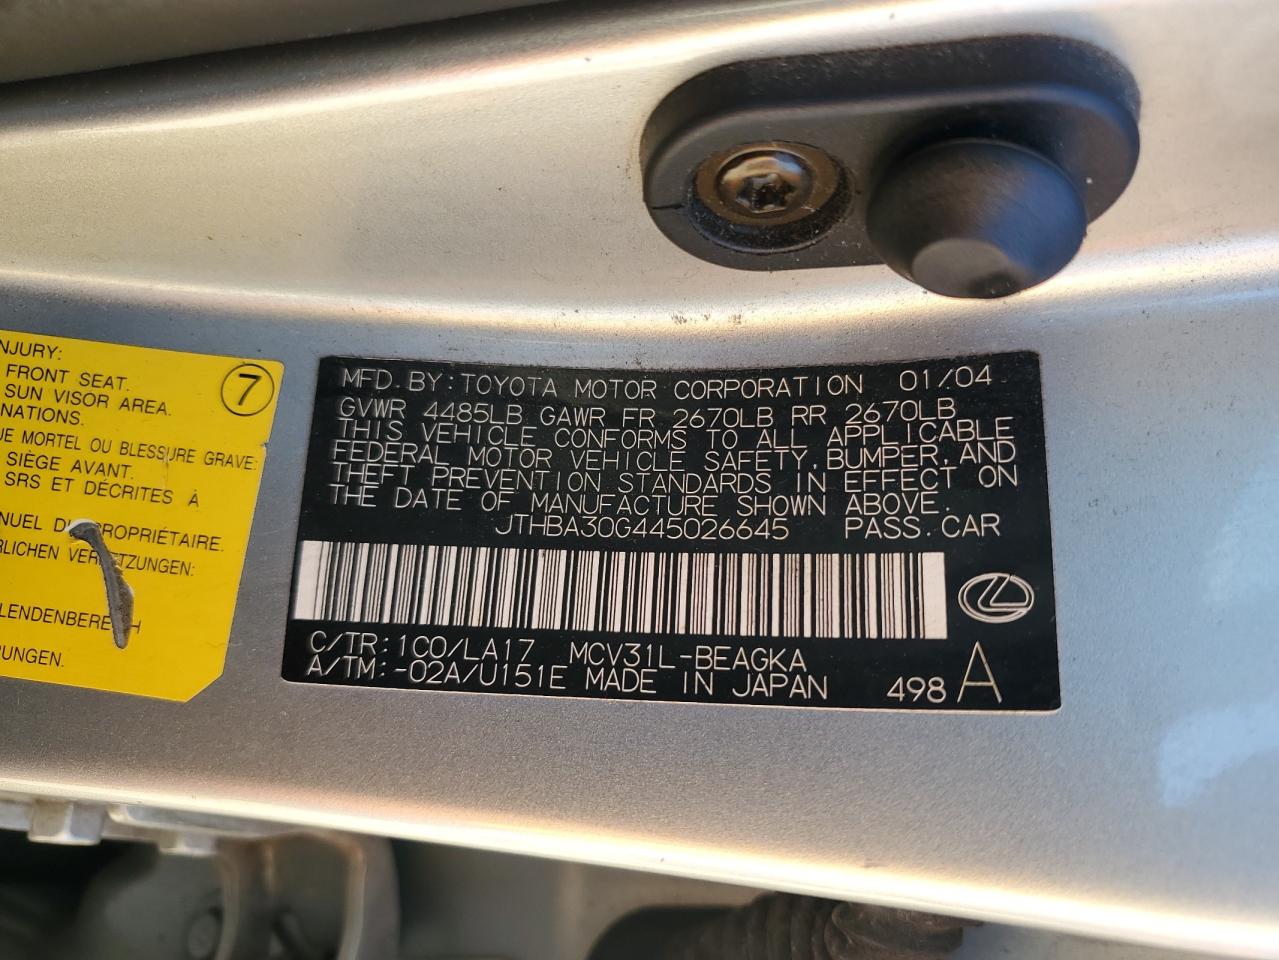 NJURY:
FRONT SEAT.
SUN VISOR AREA.
NATIONS.
UE MORTEL OU BLESSURE GRAVE:
SIÈGE AVANT.
SRS ET DÉCRITES À
NUEL DU PROPRIÉTAIRE.
RLICHEN VERLETZUNGEN:
LENDENBEREICH
RUNGEN.
7
MFD. BY: TOYOTA MOTOR CORPORATION 01/04
GVWR 4485LB GAWR FR 2670LB RR 2670LB
THIS VEHICLE CONFORMS TO ALL APPLICABLE
FEDERAL MOTOR VEHICLE SAFETY, BUMPER, AND
THEFT PREVENTION STANDARDS IN EFFECT ON
THE DATE OF MANUFACTURE SHOWN ABOVE.
JTHBA30G445026645 PASS. CAR
C/TR: 1C0/LA17 MCV31L-BEAGKA
A/TM: -02A/U151E MADE IN JAPAN
498 A